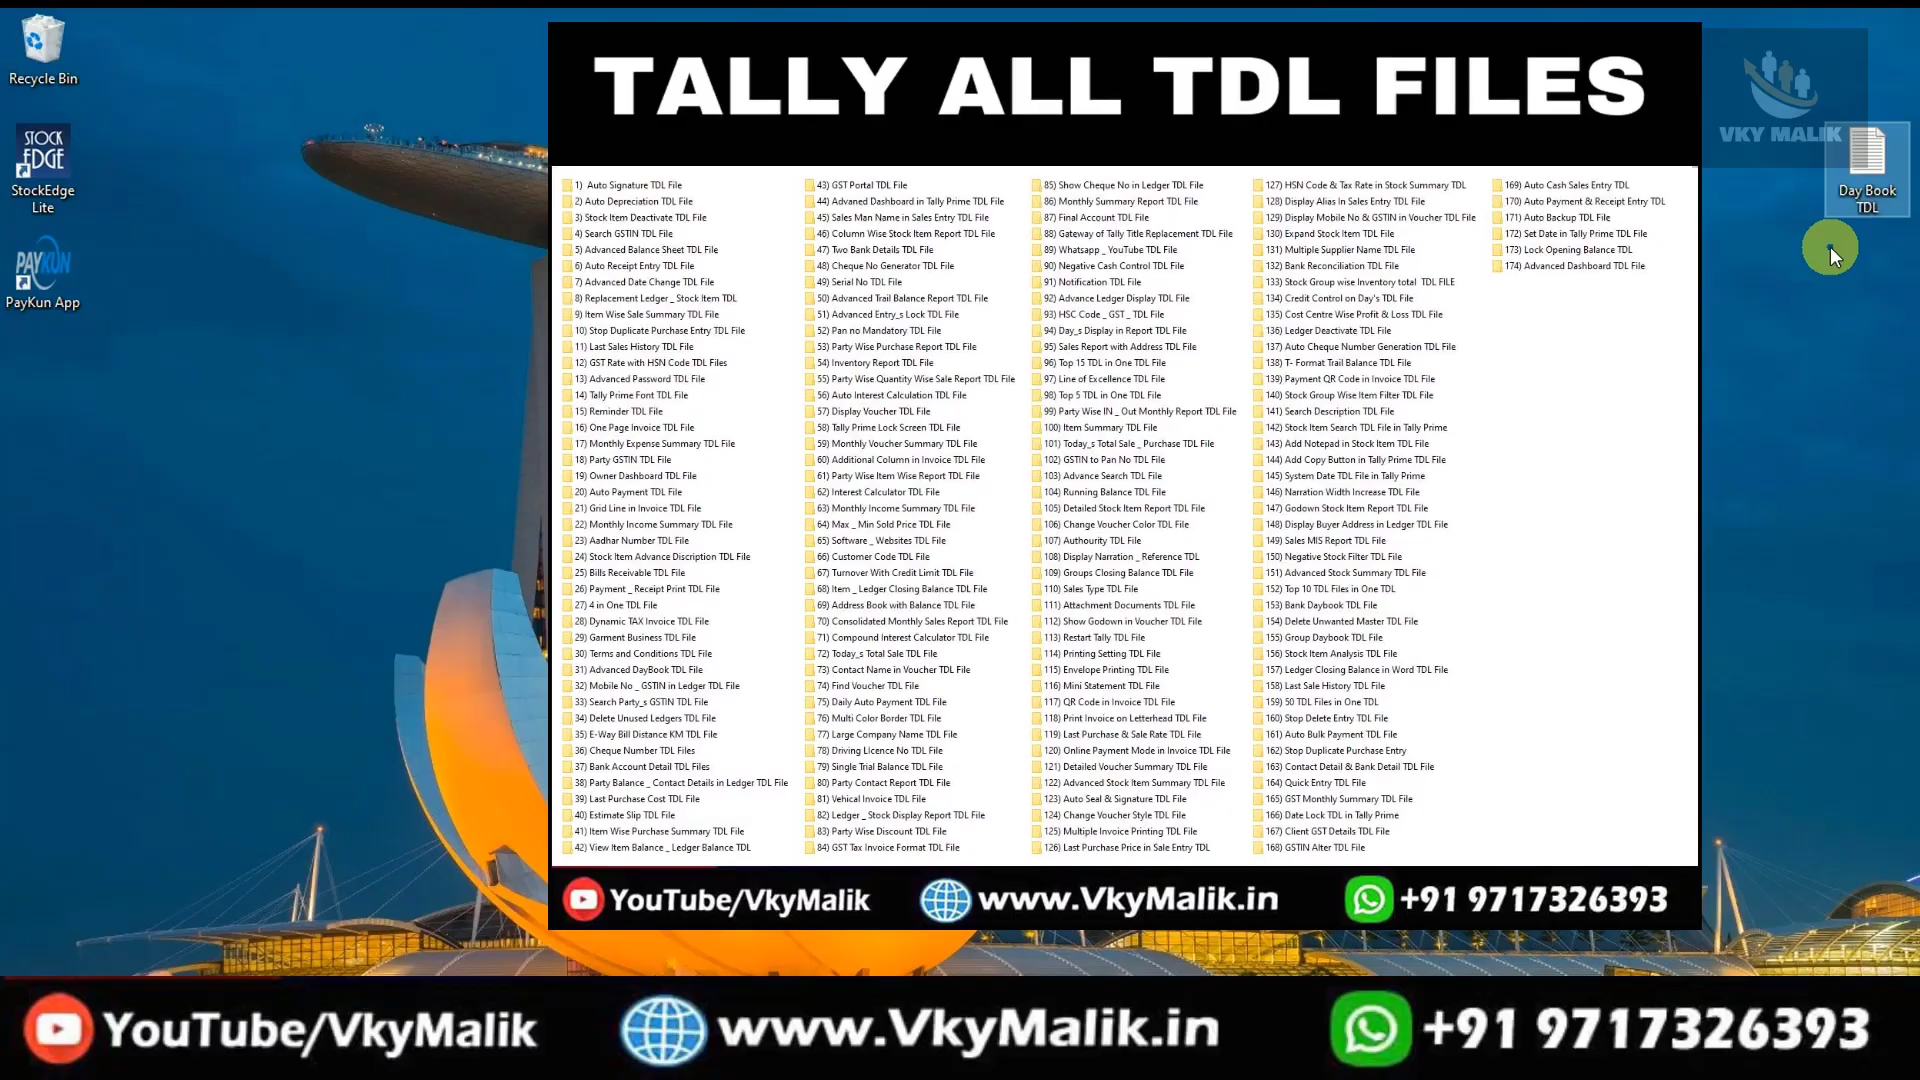 Recycle Bin
STOCK
EDGE
StockEdge
Lite
PAYKUN
PayKun App
TALLY ALL TDL FILES
1) Auto Signature TDL File
2) Auto Depreciation TDL File
3) Stock Item Deactivate TDL File
4) Search GSTIN TDL File
5) Advanced Balance Sheet TDL File
6) Auto Receipt Entry TDL File
7) Advanced Date Change TDL File
8) Replacement Ledger _ Stock Item TDL
9) Item Wise Sale Summary TDL File
10) Stop Duplicate Purchase Entry TDL File
11) Last Sales History TDL File
12) GST Rate with HSN Code TDL Files
13) Advanced Password TDL File
14) Tally Prime Font TDL File
15) Reminder TDL File
16) One Page Invoice TDL File
17) Monthly Expense Summary TDL File
18) Party GSTIN TDL File
19) Owner Dashboard TDL File
20) Auto Payment TDL File
21) Grid Line in Invoice TDL File
22) Monthly Income Summary TDL File
23) Aadhar Number TDL File
24) Stock Item Advance Discription TDL File
25) Bills Receivable TDL File
26) Payment _ Receipt Print TDL File
27) 4 in One TDL File
28) Dynamic TAX Invoice TDL File
29) Garment Business TDL File
30) Terms and Conditions TDL File
31) Advanced DayBook TDL File
32) Mobile No _ GSTIN in Ledger TDL File
33) Search Party_s GSTIN TDL File
34) Delete Unused Ledgers TDL File
35) E-Way Bill Distance KM TDL File
36) Cheque Number TDL Files
37) Bank Account Detail TDL Files
38) Party Balance _ Contact Details in Ledger TDL File
39) Last Purchase Cost TDL File
40) Estimate Slip TDL File
41) Item Wise Purchase Summary TDL File
42) View Item Balance _ Ledger Balance TDL
43) GST Portal TDL File
44) Advaned Dashboard in Tally Prime TDL File
45) Sales Man Name in Sales Entry TDL File
46) Column Wise Stock Item Report TDL File
47) Two Bank Details TDL File
48) Cheque No Generator TDL File
49) Serial No TDL File
50) Advanced Trail Balance Report TDL File
51) Advanced Entry_s Lock TDL File
52) Pan no Mandatory TDL File
53) Party Wise Purchase Report TDL File
54) Inventory Report TDL File
55) Party Wise Quantity Wise Sale Report TDL File
56) Auto Interest Calculation TDL File
57) Display Voucher TDL File
58) Tally Prime Lock Screen TDL File
59) Monthly Voucher Summary TDL File
60) Additional Column in Invoice TDL File
61) Party Wise Item Wise Report TDL File
62) Interest Calculator TDL File
63) Monthly Income Summary TDL File
64) Max _ Min Sold Price TDL File
65) Software _ Websites TDL File
66) Customer Code TDL File
67) Turnover With Credit Limit TDL File
68) Item _ Ledger Closing Balance TDL File
69) Address Book with Balance TDL File
70) Consolidated Monthly Sales Report TDL File
71) Compound Interest Calculator TDL File
72) Today_s Total Sale TDL File
73) Contact Name in Voucher TDL File
74) Find Voucher TDL File
75) Daily Auto Payment TDL File
76) Multi Color Border TDL File
77) Large Company Name TDL File
78) Driving Licence No TDL File
79) Single Trial Balance TDL File
80) Party Contact Report TDL File
81) Vehical Invoice TDL File
82) Ledger _ Stock Display Report TDL File
83) Party Wise Discount TDL File
84) GST Tax Invoice Format TDL File
85) Show Cheque No in Ledger TDL File
86) Monthly Summary Report TDL File
87) Final Account TDL File
88) Gateway of Tally Title Replacement TDL File
89) Whatsapp _ YouTube TDL File
90) Negative Cash Control TDL File
91) Notification TDL File
92) Advance Ledger Display TDL File
93) HSC Code _ GST _ TDL File
94) Day_s Display in Report TDL File
95) Sales Report with Address TDL File
96) Top 15 TDL in One TDL File
97) Line of Excellence TDL File
98) Top 5 TDL in One TDL File
99) Party Wise IN _ Out Monthly Report TDL File
100) Item Summary TDL File
101) Today_s Total Sale _ Purchase TDL File
102) GSTIN to Pan No TDL File
103) Advance Search TDL File
104) Running Balance TDL File
105) Detailed Stock Item Report TDL File
106) Change Voucher Color TDL File
107) Authourity TDL File
108) Display Narration _ Reference TDL
109) Groups Closing Balance TDL File
110) Sales Type TDL File
111) Attachment Documents TDL File
112) Show Godown in Voucher TDL File
113) Restart Tally TDL File
114) Printing Setting TDL File
115) Envelope Printing TDL File
116) Mini Statement TDL File
117) QR Code in Invoice TDL File
118) Print Invoice on Letterhead TDL File
119) Last Purchase & Sale Rate TDL File
120) Online Payment Mode in Invoice TDL File
121) Detailed Voucher Summary TDL File
122) Advanced Stock Item Summary TDL File
123) Auto Seal & Signature TDL File
124) Change Voucher Style TDL File
125) Multiple Invoice Printing TDL File
126) Last Purchase Price in Sale Entry TDL
127) HSN Code & Tax Rate in Stock Summary TDL
128) Display Alias In Sales Entry TDL File
129) Display Mobile No & GSTIN in Voucher TDL File
130) Expand Stock Item TDL File
131) Multiple Supplier Name TDL File
132) Bank Reconciliation TDL File
133) Stock Group wise Inventory total TDL FILE
134) Credit Control on Day's TDL File
135) Cost Centre Wise Profit & Loss TDL File
136) Ledger Deactivate TDL File
137) Auto Cheque Number Generation TDL File
138) T- Format Trail Balance TDL File
139) Payment QR Code in Invoice TDL File
140) Stock Group Wise Item Filter TDL File
141) Search Description TDL File
142) Stock Item Search TDL File in Tally Prime
143) Add Notepad in Stock Item TDL File
144) Add Copy Button in Tally Prime TDL File
145) System Date TDL File in Tally Prime
146) Narration Width Increase TDL File
147) Godown Stock Item Report TDL File
148) Display Buyer Address in Ledger TDL File
149) Sales MIS Report TDL File
150) Negative Stock Filter TDL File
151) Advanced Stock Summary TDL File
152) Top 10 TDL Files in One TDL
153) Bank Daybook TDL File
154) Delete Unwanted Master TDL File
155) Group Daybook TDL File
156) Stock Item Analysis TDL File
157) Ledger Closing Balance in Word TDL File
158) Last Sale History TDL File
159) 50 TDL Files in One TDL
160) Stop Delete Entry TDL File
161) Auto Bulk Payment TDL File
162) Stop Duplicate Purchase Entry
163) Contact Detail & Bank Detail TDL File
164) Quick Entry TDL File
165) GST Monthly Summary TDL File
166) Date Lock TDL in Tally Prime
167) Client GST Details TDL File
168) GSTIN Alter TDL File
169) Auto Cash Sales Entry TDL
170) Auto Payment & Receipt Entry TDL
171) Auto Backup TDL File
172) Set Date in Tally Prime TDL File
173) Lock Opening Balance TDL
174) Advanced Dashboard TDL File
YouTube/VkyMalik www.VkyMalik.in +91 9717326393
VKY MALIK
Day Book
TDL
YouTube/VkyMalik www.VkyMalik.in +91 9717326393